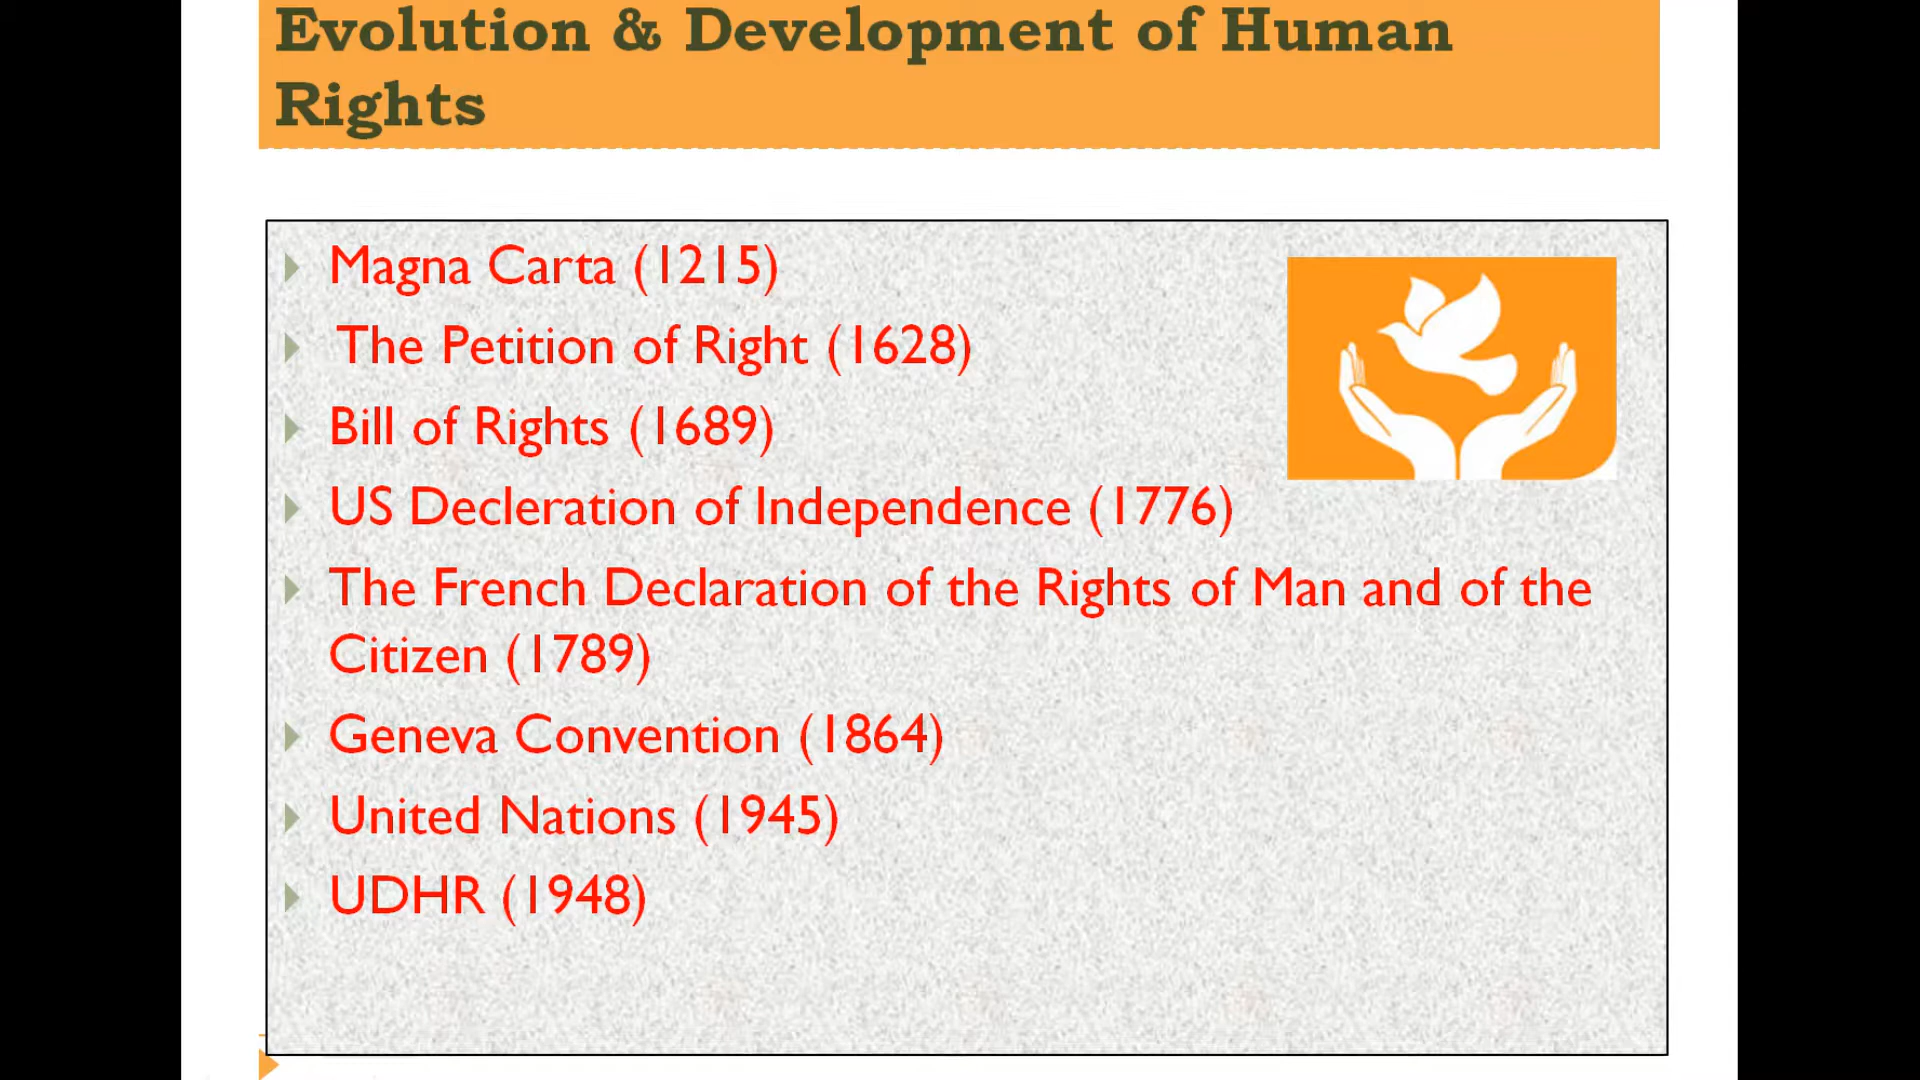 Evolution & Development of Human
Rights
Magna Carta (1215)
The Petition of Right (1628)
Bill of Rights (1689)
US Decleration of Independence (1776)
The French Declaration of the Rights of Man and of the
Citizen (1789)
Geneva Convention (1864)
United Nations (1945)
UDHR (1948)